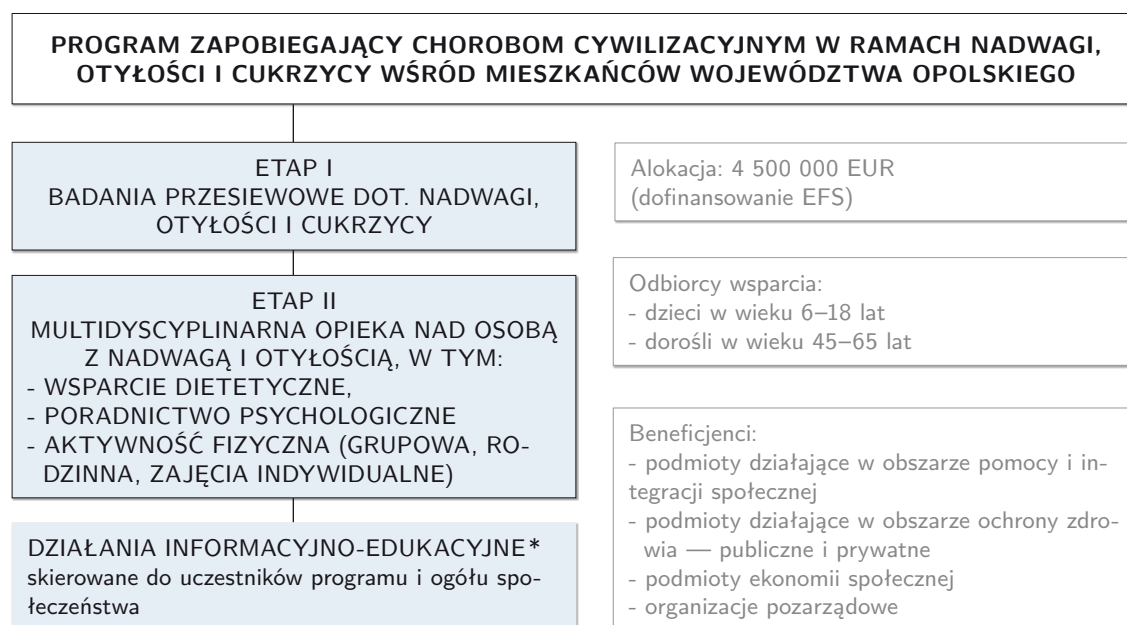 PROGRAM ZAPOBIEGAJĄCY CHOROBOM CYWILIZACYJNYM W RAMACH NADWAGI,
OTYŁOŚCI I CUKRZYCY WŚRÓD MIESZKAŃCÓW WOJEWÓDZTWA OPOLSKIEGO
ETAP I
BADANIA PRZESIEWOWE DOT. NADWAGI,
OTYŁOŚCI I CUKRZYCY
ETAP II
MULTIDYSCYPLINARNA OPIEKA NAD OSOBĄ
Z NADWAGĄ I OTYŁOŚCIĄ, W TYM:
- WSPARCIE DIETETYCZNE,
- PORADNICTWO PSYCHOLOGICZNE
- AKTYWNOŚĆ FIZYCZNA (GRUPOWA, RO-
DZINNA, ZAJĘCIA INDYWIDUALNE)
DZIAŁANIA INFORMACYJNO-EDUKACYJNE*
skierowane do uczestników programu i ogółu spo-
łeczeństwa
Alokacja: 4 500 000 EUR
(dofinansowanie EFS)
Odbiorcy wsparcia:
- dzieci w wieku 6–18 lat
- dorośli w wieku 45–65 lat
Beneficjenci:
- podmioty działające w obszarze pomocy i in-
tegracji społecznej
- podmioty działające w obszarze ochrony zdro-
wia — publiczne i prywatne
- podmioty ekonomii społecznej
- organizacje pozarządowe